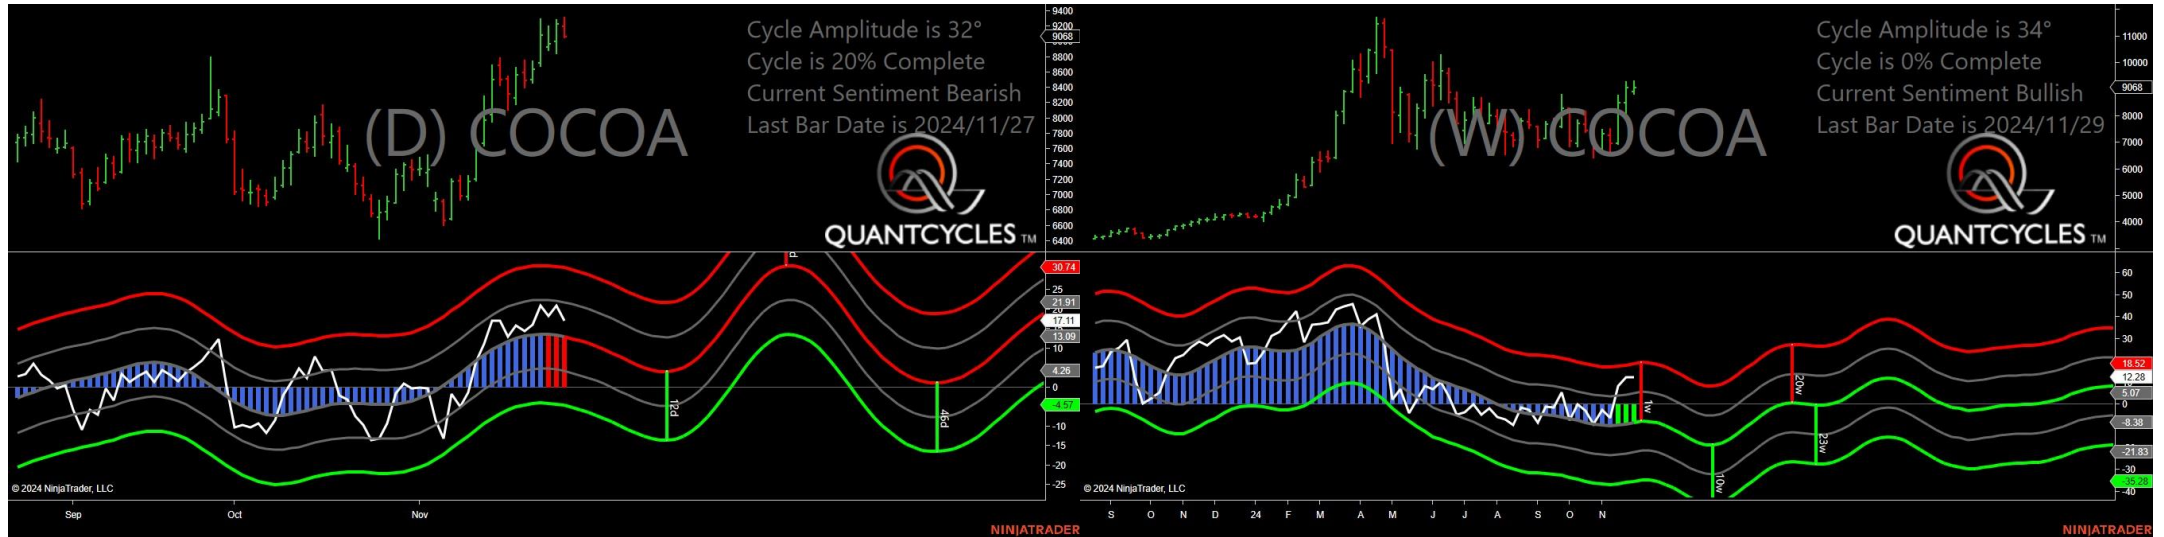 (D) COCOA
Cycle Amplitude is 32°
Cycle is 20% Complete
Current Sentiment Bearish
Last Bar Date is 2024/11/27
QUANTCYCLES TM
9400
9200
9068
8800
8600
8400
8200
8000
7800
7600
7400
7200
7000
6800
6600
6400
30.74
25
21.91
17.11
13.09
10
4.26
0
-4.57
-10
-15
-20
-25
12d
46d
© 2024 NinjaTrader, LLC
Sep
Oct
Nov
NINJATRADER
(W) COCOA
Cycle Amplitude is 34°
Cycle is 0% Complete
Current Sentiment Bullish
Last Bar Date is 2024/11/29
QUANTCYCLES TM
11000
10000
9068
8000
7000
6000
5000
4000
60
50
40
30
18.52
12.28
5.07
0
-8.38
-21.83
-30
-35.28
-40
1w
10w
20w
23w
© 2024 NinjaTrader, LLC
S O N D 24 F M A M J J A S O N
NINJATRADER